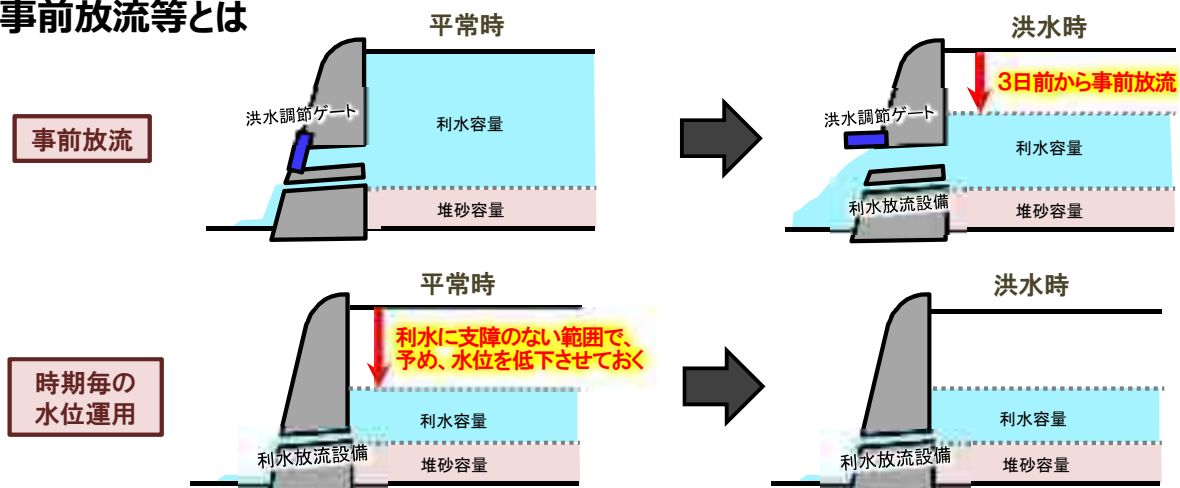 事前放流等とは
平常時
洪水時
事前放流
洪水調節ゲート
利水容量
堆砂容量
3日前から事前放流
洪水調節ゲート
利水容量
利水放流設備
堆砂容量
平常時
洪水時
時期毎の
水位運用
利水に支障のない範囲で、
予め、水位を低下させておく
利水容量
利水放流設備
堆砂容量
利水容量
利水放流設備
堆砂容量